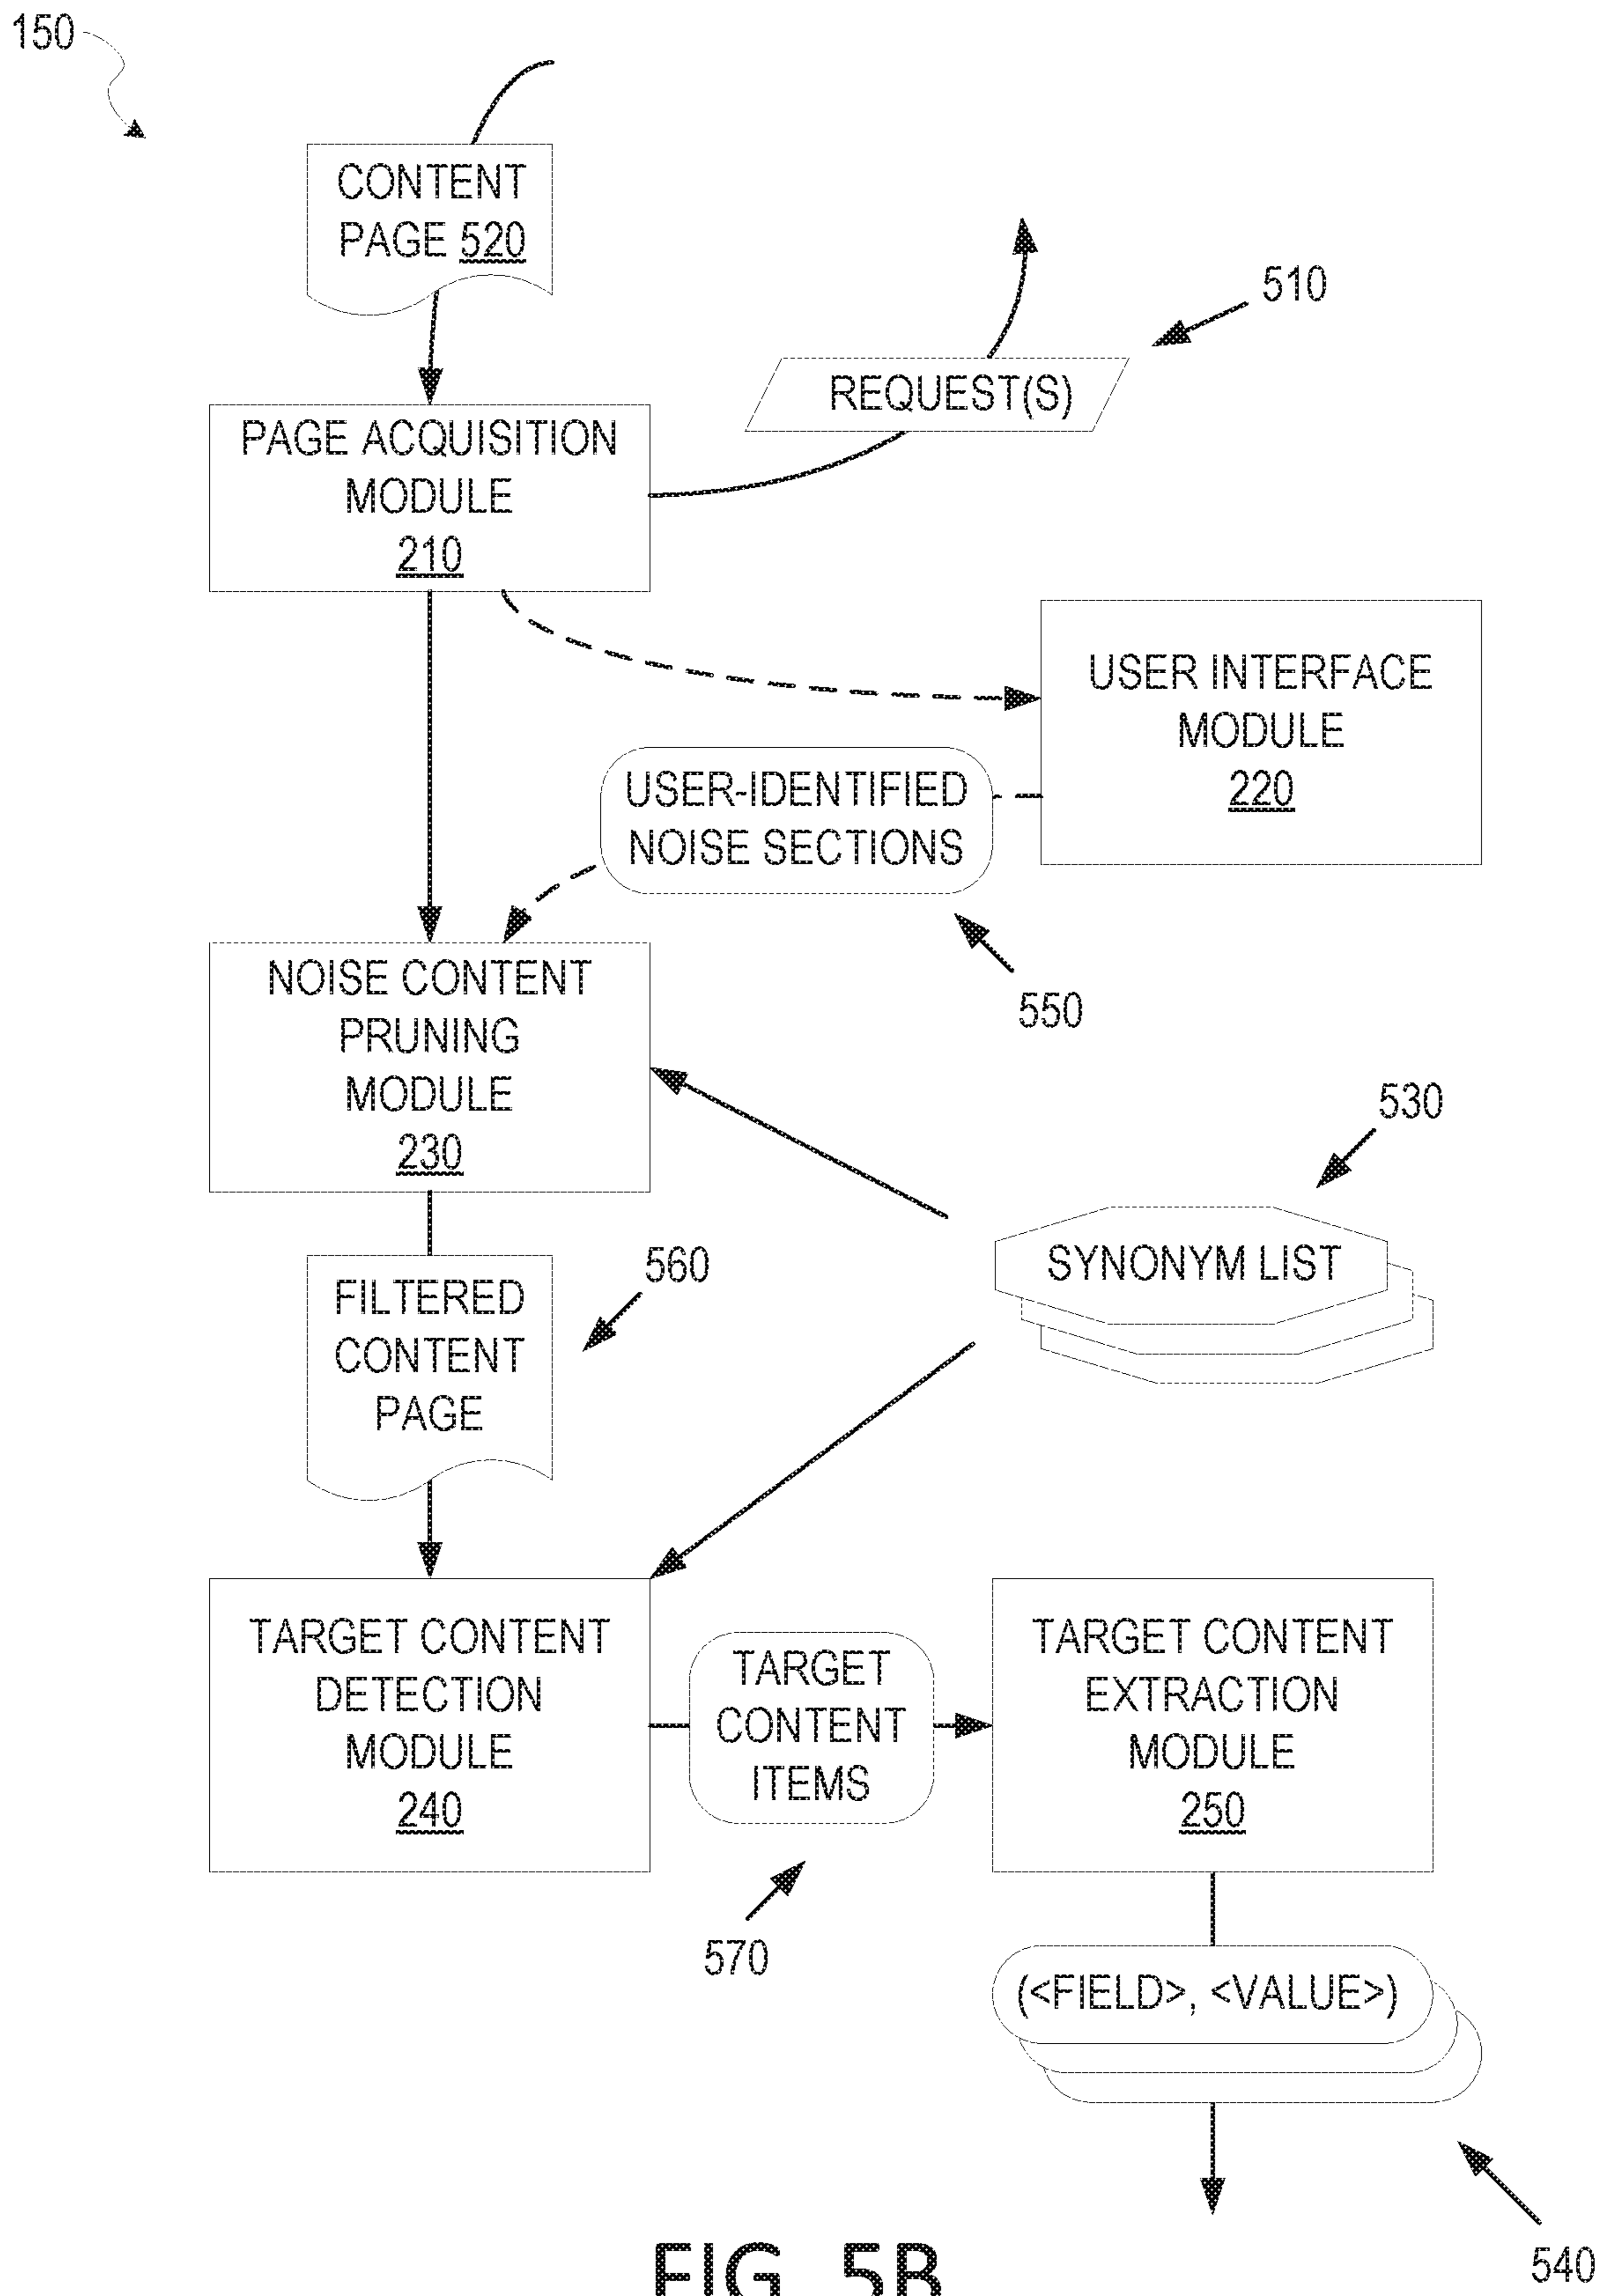 150
CONTENT
PAGE 520
510
REQUEST(S)
PAGE ACQUISITION
MODULE
210
USER INTERFACE
MODULE
220
USER-IDENTIFIED
NOISE SECTIONS
550
NOISE CONTENT
PRUNING
MODULE
230
530
SYNONYM LIST
560
FILTERED
CONTENT
PAGE
TARGET CONTENT
DETECTION
MODULE
240
TARGET
CONTENT
ITEMS
570
TARGET CONTENT
EXTRACTION
MODULE
250
(<FIELD>, <VALUE>)
540
FIG. 5B